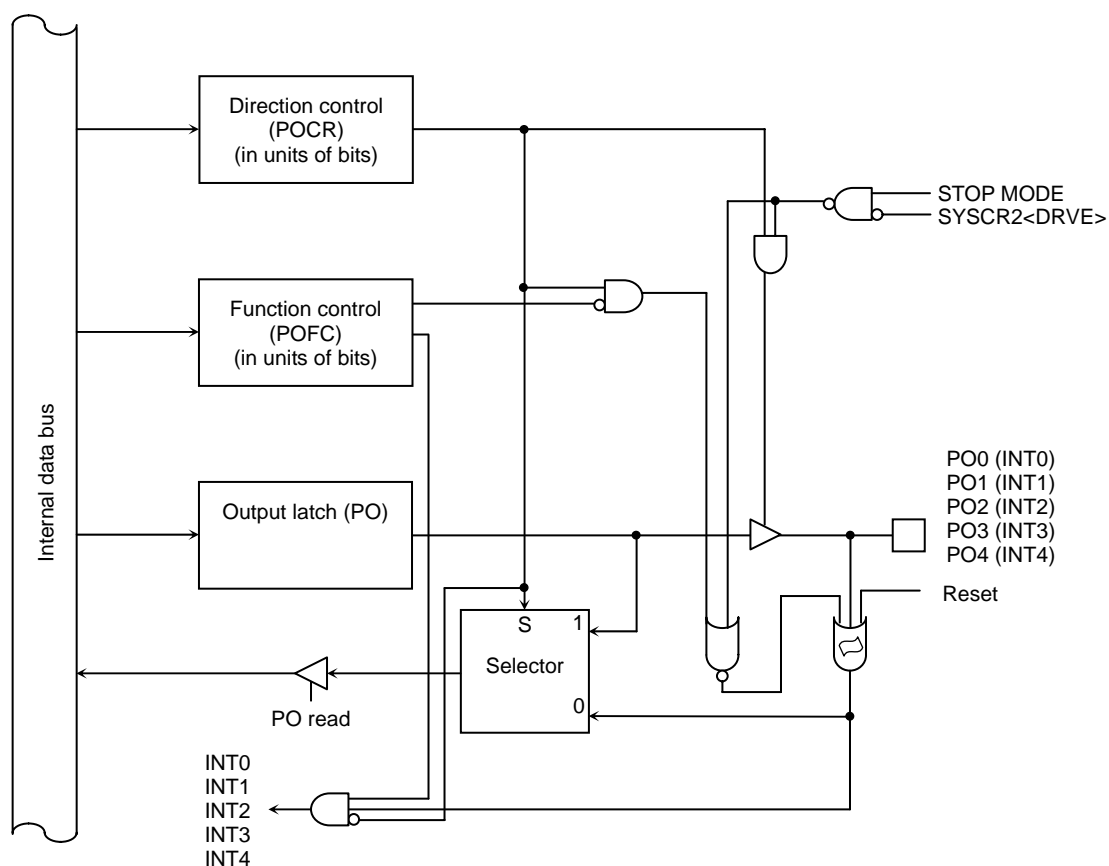 Direction control
(POCR)
(in units of bits)
STOP MODE
SYSCR2<DRVE>
Function control
(POFC)
(in units of bits)
Internal data bus
Output latch (PO)
PO0 (INT0)
PO1 (INT1)
PO2 (INT2)
PO3 (INT3)
PO4 (INT4)
Reset
S
1
Selector
0
PO read
INT0
INT1
INT2
INT3
INT4